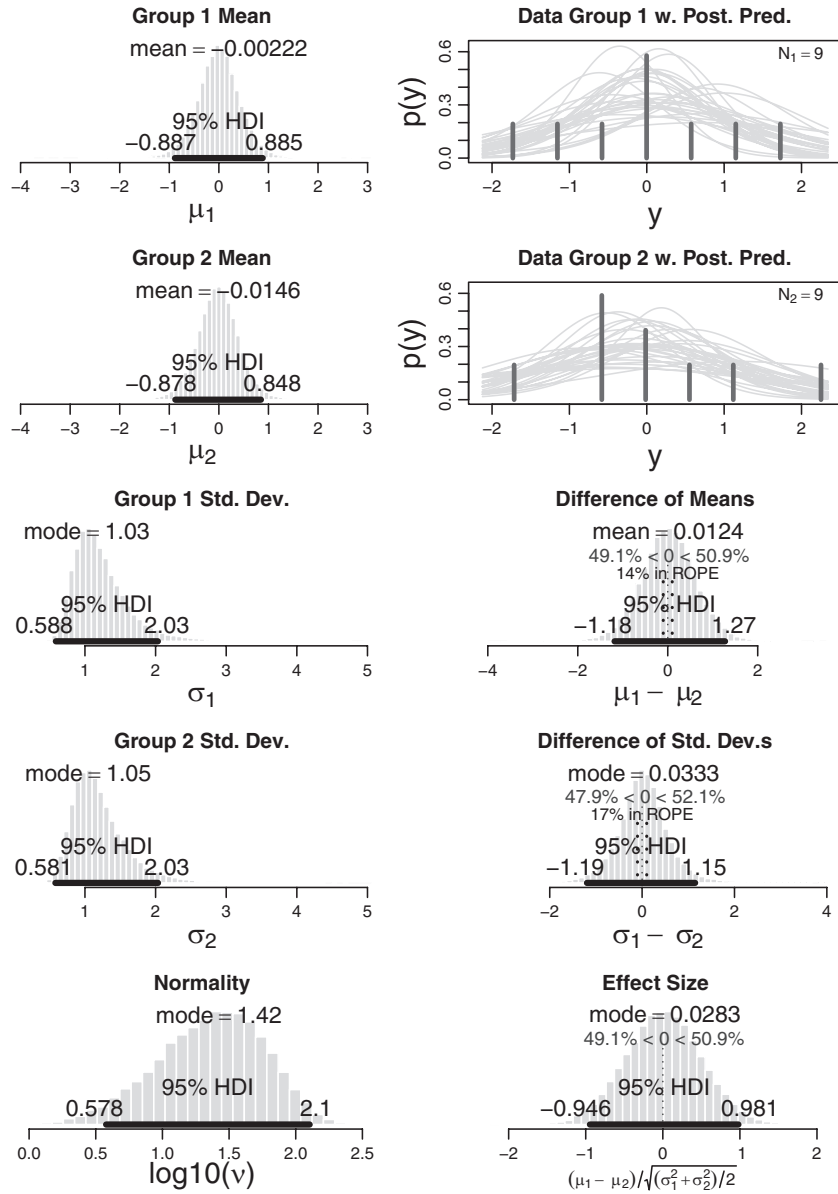 Group 1 Mean
mean = −0.00222
95% HDI
−0.887 0.885
−4 −3 −2 −1 0 1 2 3
μ1
Data Group 1 w. Post. Pred.
N1 = 9
p(y)
0.0 0.3 0.6
−2 −1 0 1 2
y
Group 2 Mean
mean = −0.0146
95% HDI
−0.878 0.848
−4 −3 −2 −1 0 1 2 3
μ2
Data Group 2 w. Post. Pred.
N2 = 9
p(y)
0.0 0.3 0.6
−2 −1 0 1 2
y
Group 1 Std. Dev.
mode = 1.03
95% HDI
0.588 2.03
1 2 3 4 5
σ1
Difference of Means
mean = 0.0124
49.1% < 0 < 50.9%
14% in ROPE
95% HDI
−1.18 1.27
−4 −2 0 2
μ1 − μ2
Group 2 Std. Dev.
mode = 1.05
95% HDI
0.581 2.03
1 2 3 4 5
σ2
Difference of Std. Dev.s
mode = 0.0333
47.9% < 0 < 52.1%
17% in ROPE
95% HDI
−1.19 1.15
−2 0 2 4
σ1 − σ2
Normality
mode = 1.42
95% HDI
0.578 2.1
0.0 0.5 1.0 1.5 2.0 2.5
log10(ν)
Effect Size
mode = 0.0283
49.1% < 0 < 50.9%
95% HDI
−0.946 0.981
−2 −1 0 1 2
(μ1 − μ2)/√(σ1²+σ2²)/2